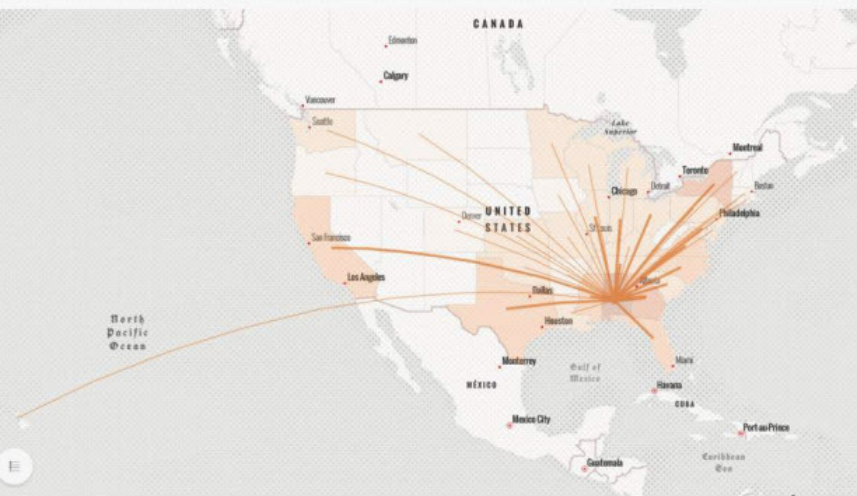 CANADA
Edmonton
Calgary
Vancouver
Seattle
Lake
Superior
Montreal
Toronto
Chicago
Detroit
Boston
Philadelphia
Denver
UNITED
STATES
St. Louis
San Francisco
Los Angeles
Dallas
Atlanta
Houston
North
Pacific
Ocean
Monterrey
Gulf of
Mexico
Miami
MÉXICO
Havana
CUBA
Mexico City
Port-au-Prince
Guatemala
Caribbean
Sea